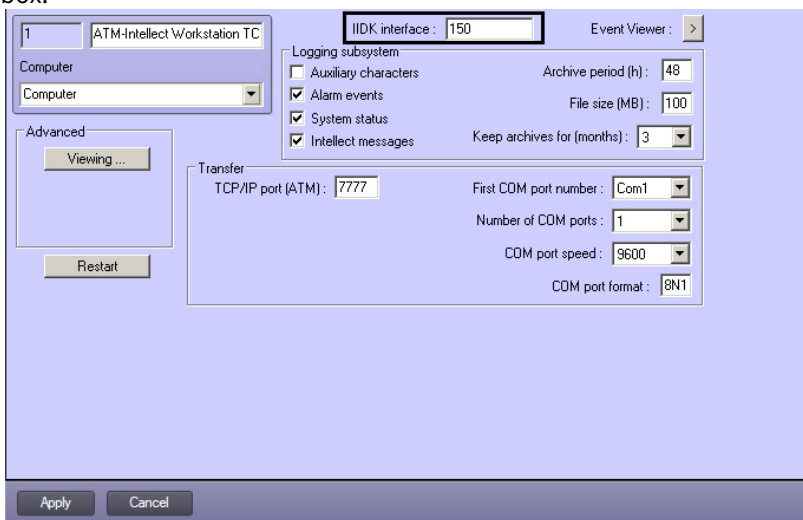 box.
1 ATM-Intellect Workstation TC
IIDK interface : 150
Event Viewer : >
Computer
Computer
Logging subsystem
Auxiliary characters
Alarm events
System status
Intellect messages
Archive period (h) : 48
File size (MB) : 100
Keep archives for (months) : 3
Advanced
Viewing ...
Restart
Transfer
TCP/IP port (ATM) : 7777
First COM port number : Com1
Number of COM ports : 1
COM port speed : 9600
COM port format : 8N1
Apply Cancel